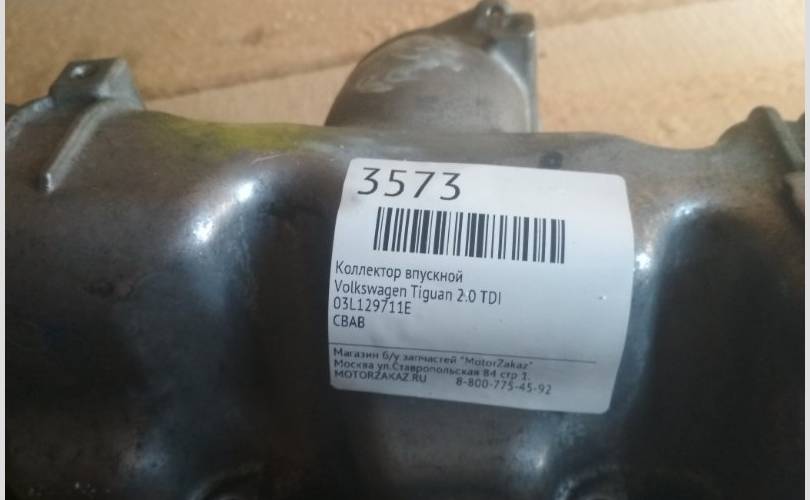 3573
Коллектор впускной
Volkswagen Tiguan 2.0 TDI
03L129711E
CBAB
Магазин б/у запчастей "MotorZakaz"
Москва ул.Ставропольская 84 стр 1.
MOTORZAKAZ.RU 8-800-775-45-92